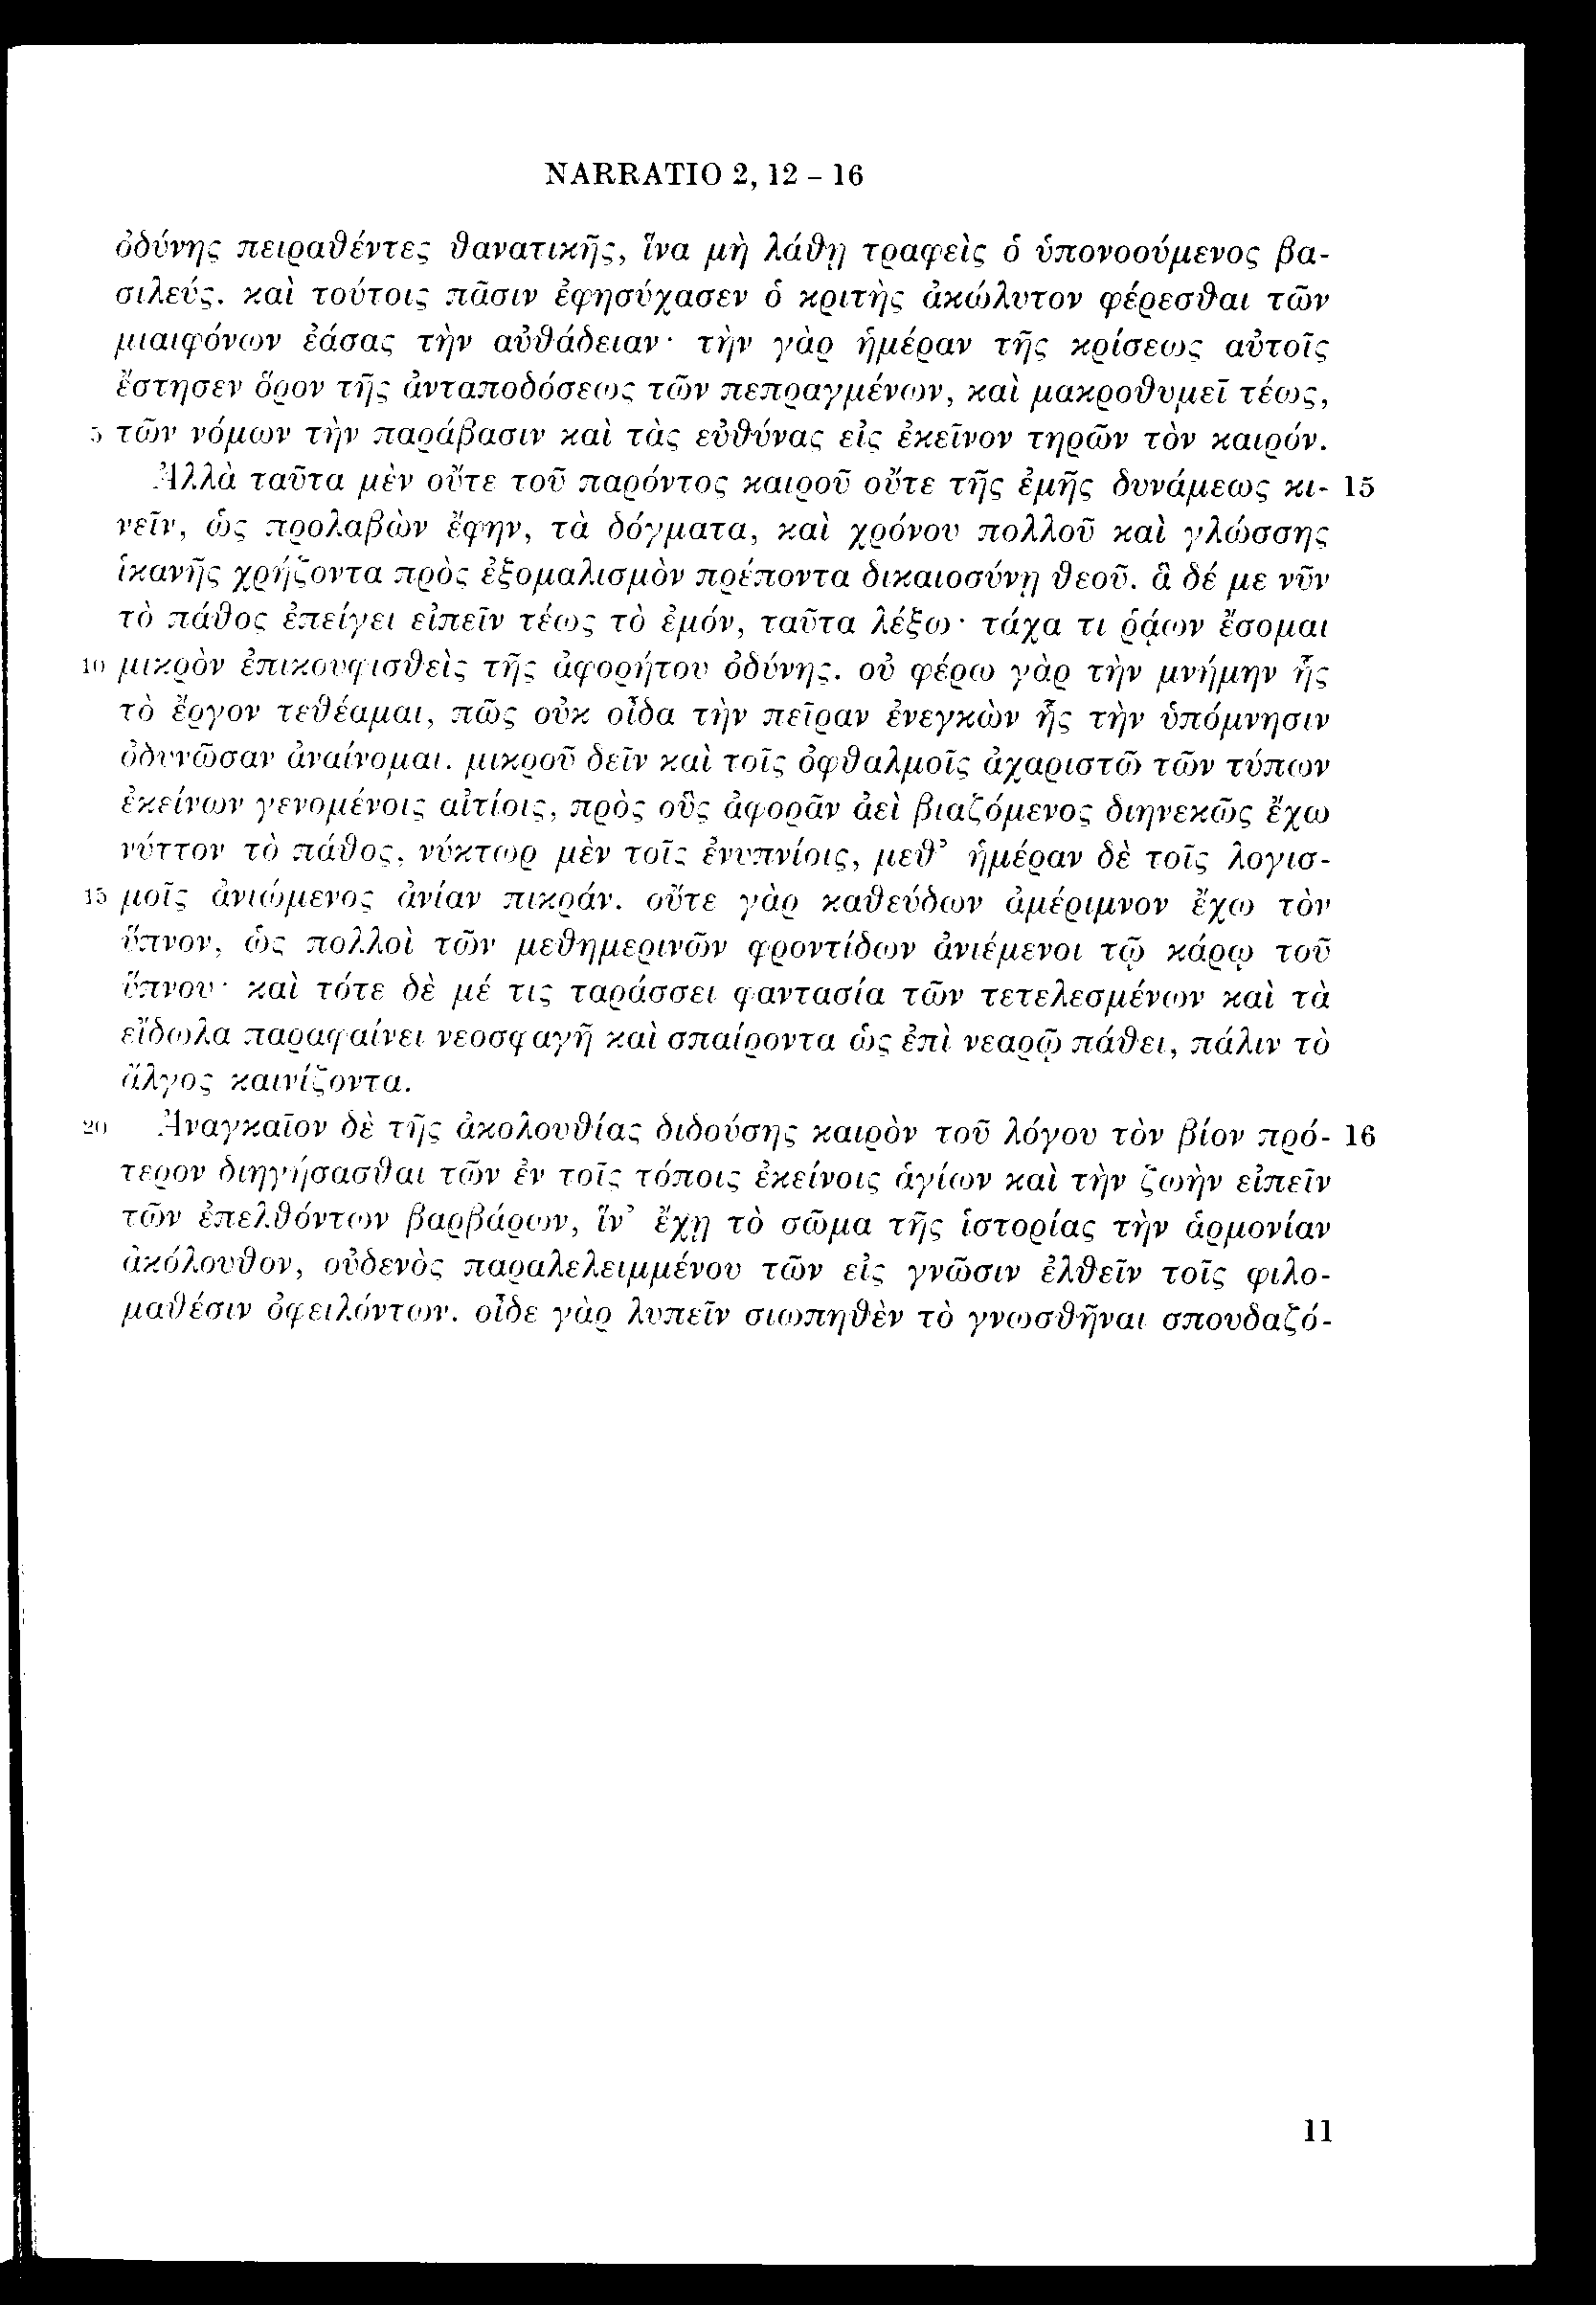 NARRATIO 2, 12 - 16
ὀδύνης πειραθέντες θανατικῆς, ἵνα μὴ λάθῃ τραφεὶς ὁ ὑπονοούμενος βα-
σιλεύς. καὶ τούτοις πᾶσιν ἐφησύχασεν ὁ κριτὴς ἀκώλυτον φέρεσθαι τῶν
μιαιφόνων ἐάσας τὴν αὐθάδειαν· τὴν γὰρ ἡμέραν τῆς κρίσεως αὐτοῖς
ἔστησεν ὅρον τῆς ἀνταποδόσεως τῶν πεπραγμένων, καὶ μακροθυμεῖ τέως,
5 τῶν νόμων τὴν παράβασιν καὶ τὰς εὐθύνας εἰς ἐκεῖνον τηρῶν τὸν καιρόν.
Ἀλλὰ ταῦτα μὲν οὔτε τοῦ παρόντος καιροῦ οὔτε τῆς ἐμῆς δυνάμεως κι- 15
νεῖν, ὡς προλαβὼν ἔφην, τὰ δόγματα, καὶ χρόνου πολλοῦ καὶ γλώσσης
ἱκανῆς χρῄζοντα πρὸς ἐξομαλισμὸν πρέποντα δικαιοσύνῃ θεοῦ. ἃ δέ με νῦν
τὸ πάθος ἐπείγει εἰπεῖν τέως τὸ ἐμόν, ταῦτα λέξω· τάχα τι ῥᾴων ἔσομαι
10 μικρὸν ἐπικουφισθεὶς τῆς ἀφορήτου ὀδύνης. οὐ φέρω γὰρ τὴν μνήμην ἧς
τὸ ἔργον τεθέαμαι, πῶς οὐκ οἶδα τὴν πεῖραν ἐνεγκὼν ἧς τὴν ὑπόμνησιν
ὀδυνῶσαν ἀναίνομαι. μικροῦ δεῖν καὶ τοῖς ὀφθαλμοῖς ἀχαριστῶ τῶν τύπων
ἐκείνων γενομένοις αἰτίοις, πρὸς οὓς ἀφορᾶν ἀεὶ βιαζόμενος διηνεκῶς ἔχω
νύττον τὸ πάθος, νύκτωρ μὲν τοῖς ἐνυπνίοις, μεθ’ ἡμέραν δὲ τοῖς λογισ-
15 μοῖς ἀνιώμενος ἀνίαν πικράν. οὔτε γὰρ καθεύδων ἀμέριμνον ἔχω τὸν
ὕπνον, ὡς πολλοὶ τῶν μεθημερινῶν φροντίδων ἀνιέμενοι τῷ κάρῳ τοῦ
ὕπνου· καὶ τότε δὲ μέ τις ταράσσει φαντασία τῶν τετελεσμένων καὶ τὰ
εἴδωλα παραφαίνει νεοσφαγῆ καὶ σπαίροντα ὡς ἐπὶ νεαρῷ πάθει, πάλιν τὸ
ἄλγος καινίζοντα.
20 Ἀναγκαῖον δὲ τῆς ἀκολουθίας διδούσης καιρὸν τοῦ λόγου τὸν βίον πρό- 16
τερον διηγήσασθαι τῶν ἐν τοῖς τόποις ἐκείνοις ἁγίων καὶ τὴν ζωὴν εἰπεῖν
τῶν ἐπελθόντων βαρβάρων, ἵν’ ἔχῃ τὸ σῶμα τῆς ἱστορίας τὴν ἁρμονίαν
ἀκόλουθον, οὐδενὸς παραλελειμμένου τῶν εἰς γνῶσιν ἐλθεῖν τοῖς φιλο-
μαθέσιν ὀφειλόντων. οἶδε γὰρ λυπεῖν σιωπηθὲν τὸ γνωσθῆναι σπουδαζό-
11